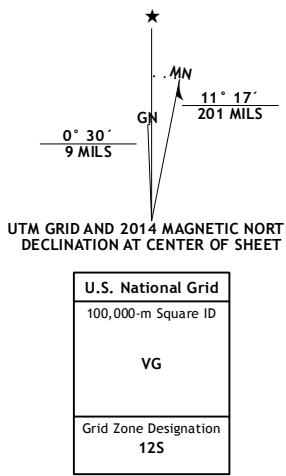 MN
GN
11° 17´
201 MILS
0° 30´
9 MILS
UTM GRID AND 2014 MAGNETIC NORT
DECLINATION AT CENTER OF SHEET
U.S. National Grid
100,000-m Square ID
VG
Grid Zone Designation
12S